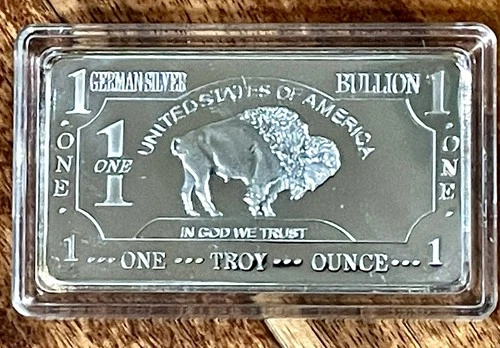 1 GERMAN SILVER BULLION 1
UNITED STATES OF AMERICA
1
ONE
·ONE·
·ONE·
IN GOD WE TRUST
1 ··· ONE ··· TROY ··· OUNCE ··· 1